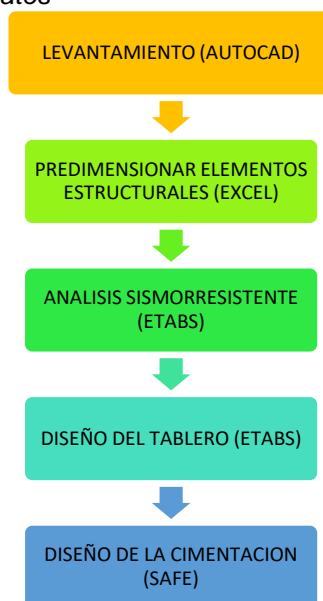 LEVANTAMIENTO (AUTOCAD)
PREDIMENSIONAR ELEMENTOS
ESTRUCTURALES (EXCEL)
ANALISIS SISMORRESISTENTE
(ETABS)
DISEÑO DEL TABLERO (ETABS)
DISEÑO DE LA CIMENTACION
(SAFE)